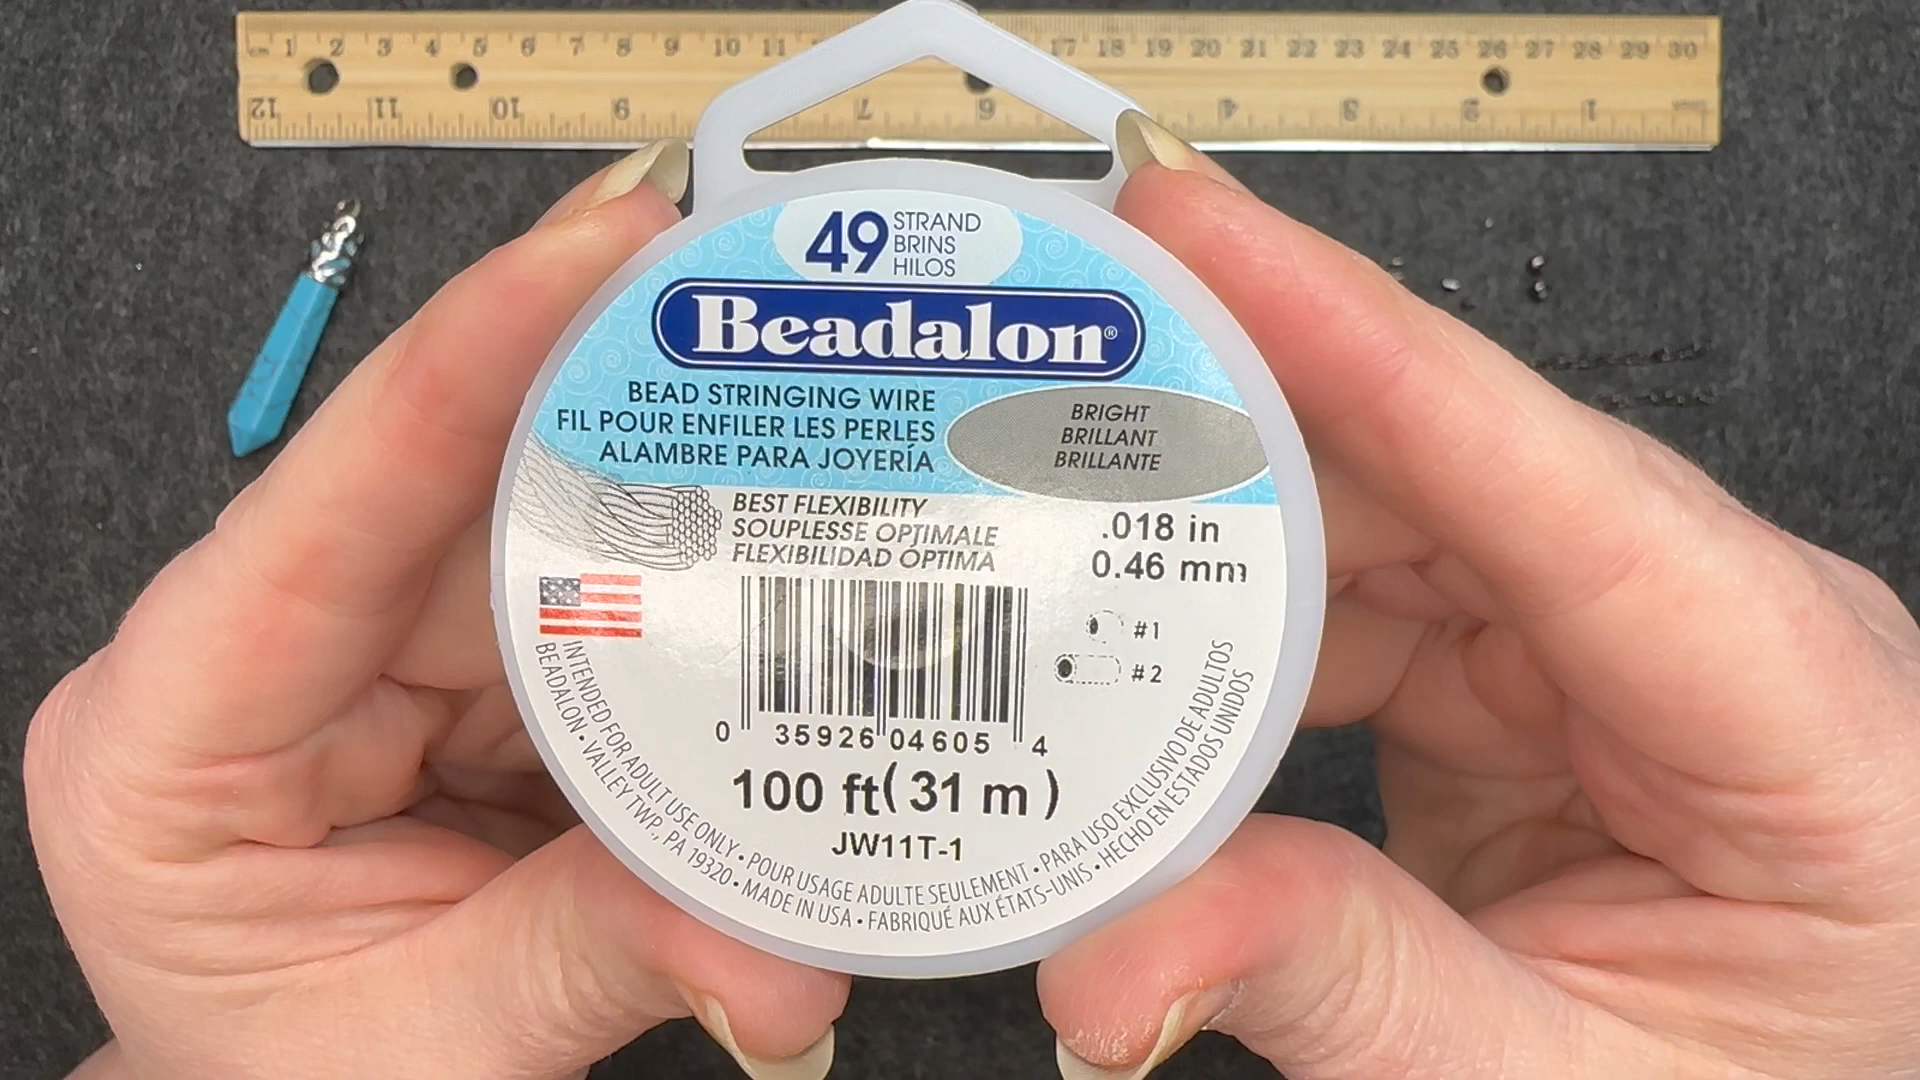 cm 1 2 3 4 5 6 7 8 9 10 11 17 18 19 20 21 22 23 24 25 26 27 28 29 30
12 11 10 9 7 6 4 3 2 1
49 STRAND
BRINS
HILOS
Beadalon®
BEAD STRINGING WIRE
FIL POUR ENFILER LES PERLES
ALAMBRE PARA JOYERÍA
BRIGHT
BRILLANT
BRILLANTE
BEST FLEXIBILITY
SOUPLESSE OPTIMALE
FLEXIBILIDAD ÓPTIMA
.018 in
0.46 mm
#1
#2
0 35926 04605 4
100 ft(31 m)
JW11T-1
INTENDED FOR ADULT USE ONLY • POUR USAGE ADULTE SEULEMENT • PARA USO EXCLUSIVO DE ADULTOS
BEADALON • VALLEY TWP., PA 19320 • MADE IN USA • FABRIQUÉ AUX ÉTATS-UNIS • HECHO EN ESTADOS UNIDOS